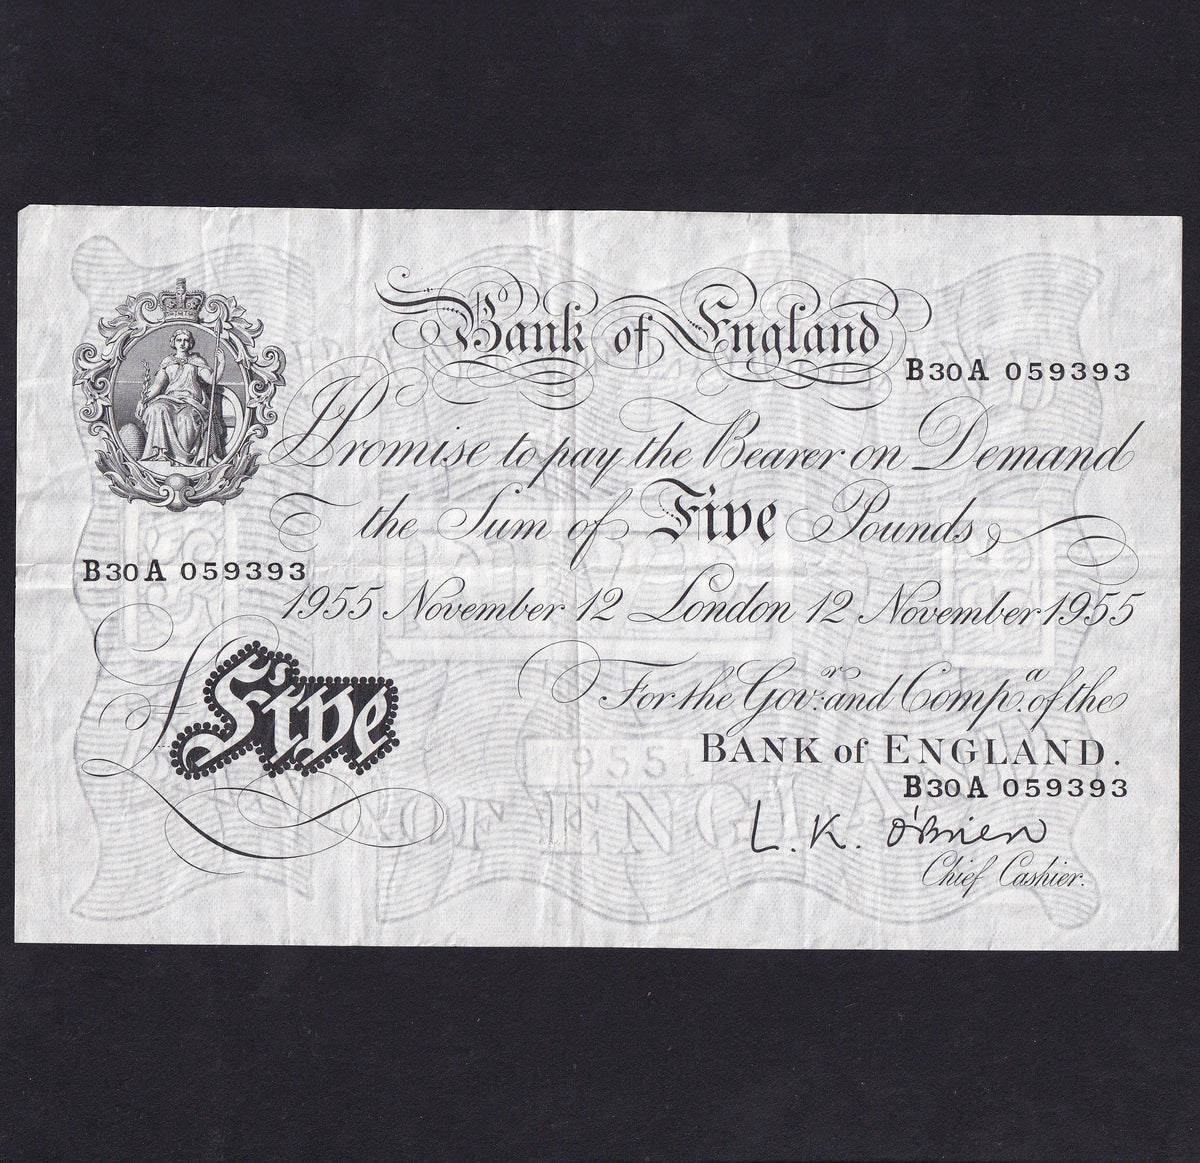 Bank of England
B30A 059393
I Promise to pay the Bearer on Demand
the Sum of Five Pounds
B30A 059393
1955 November 12 London 12 November 1955
£Five
For the Govr. and Compa. of the
BANK of ENGLAND.
B30A 059393
L. K. O'Brien
Chief Cashier.